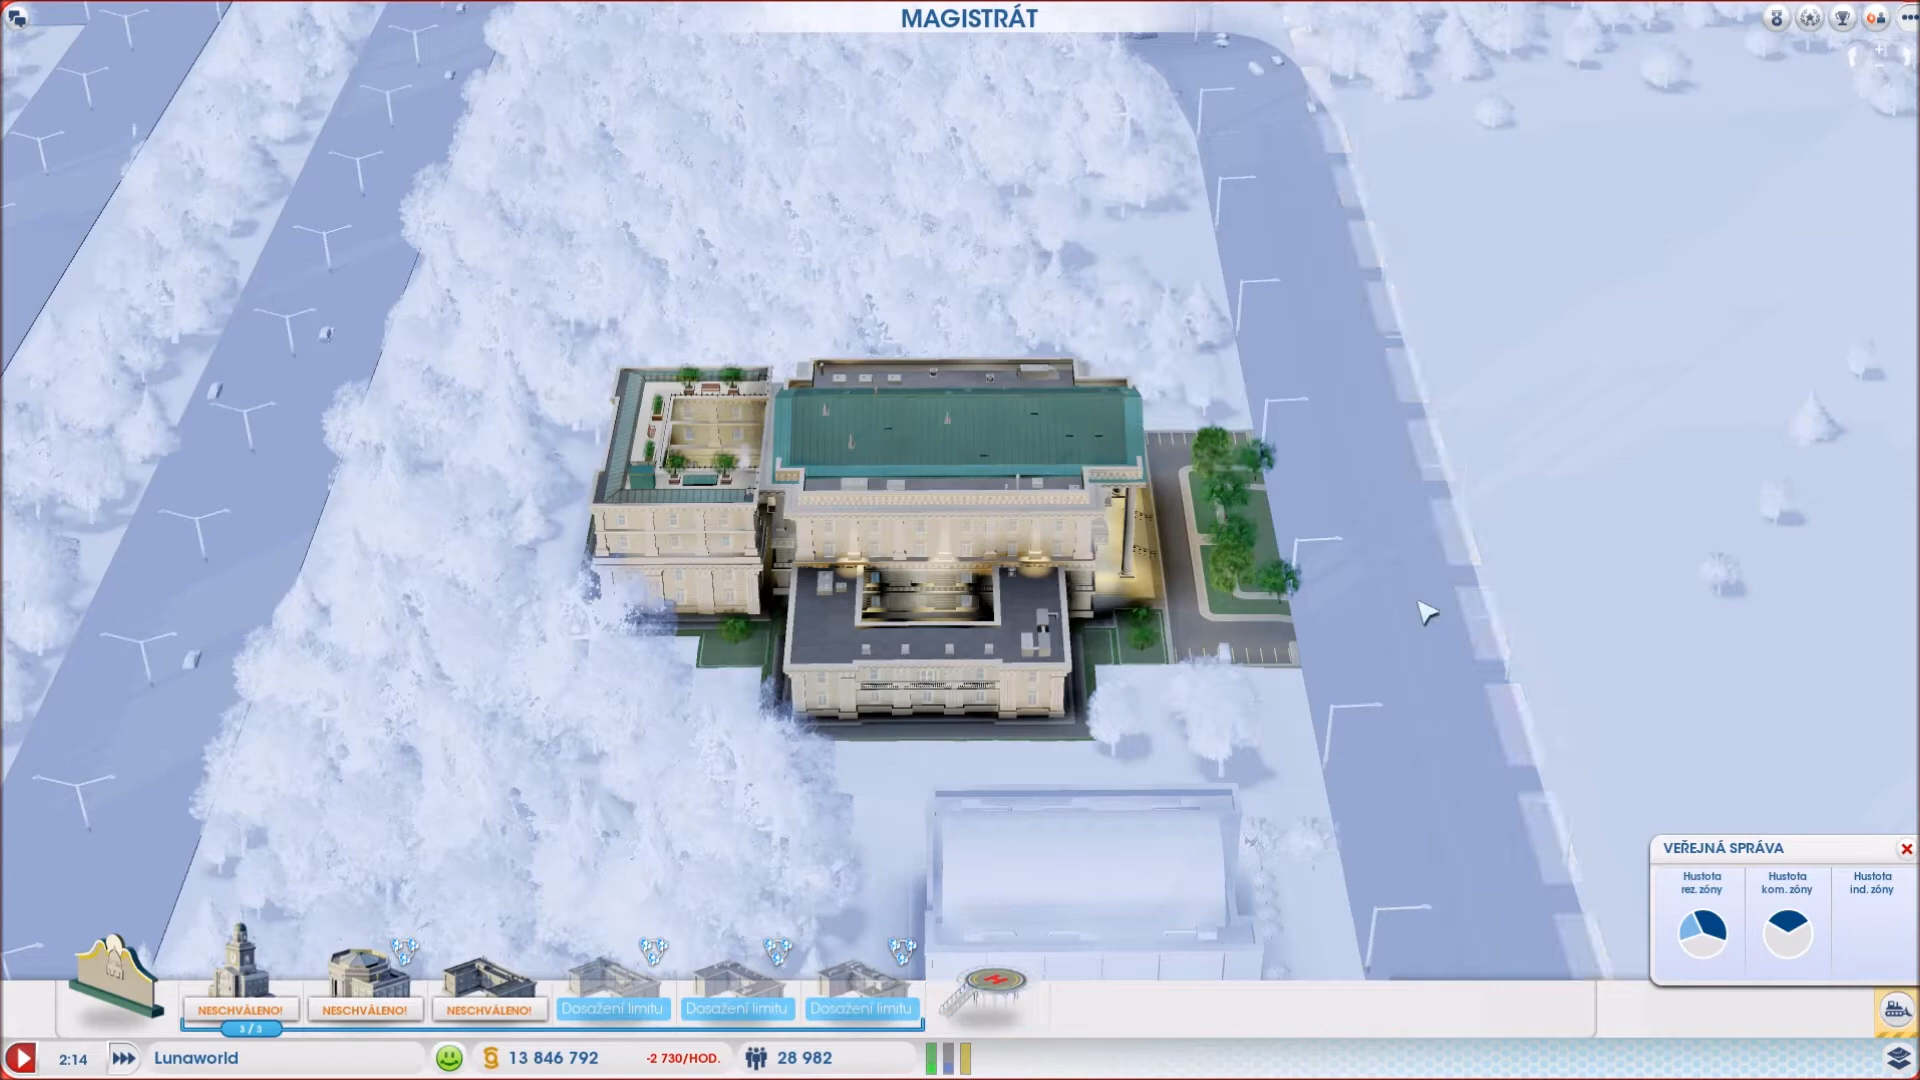 MAGISTRÁT
VEŘEJNÁ SPRÁVA
Hustota
rez. zóny
Hustota
kom. zóny
Hustota
ind. zóny
NESCHVÁLENO!
NESCHVÁLENO!
NESCHVÁLENO!
Dosažení limitu
Dosažení limitu
Dosažení limitu
H
3 / 3
2:14
Lunaworld
13 846 792
-2 730/HOD.
28 982